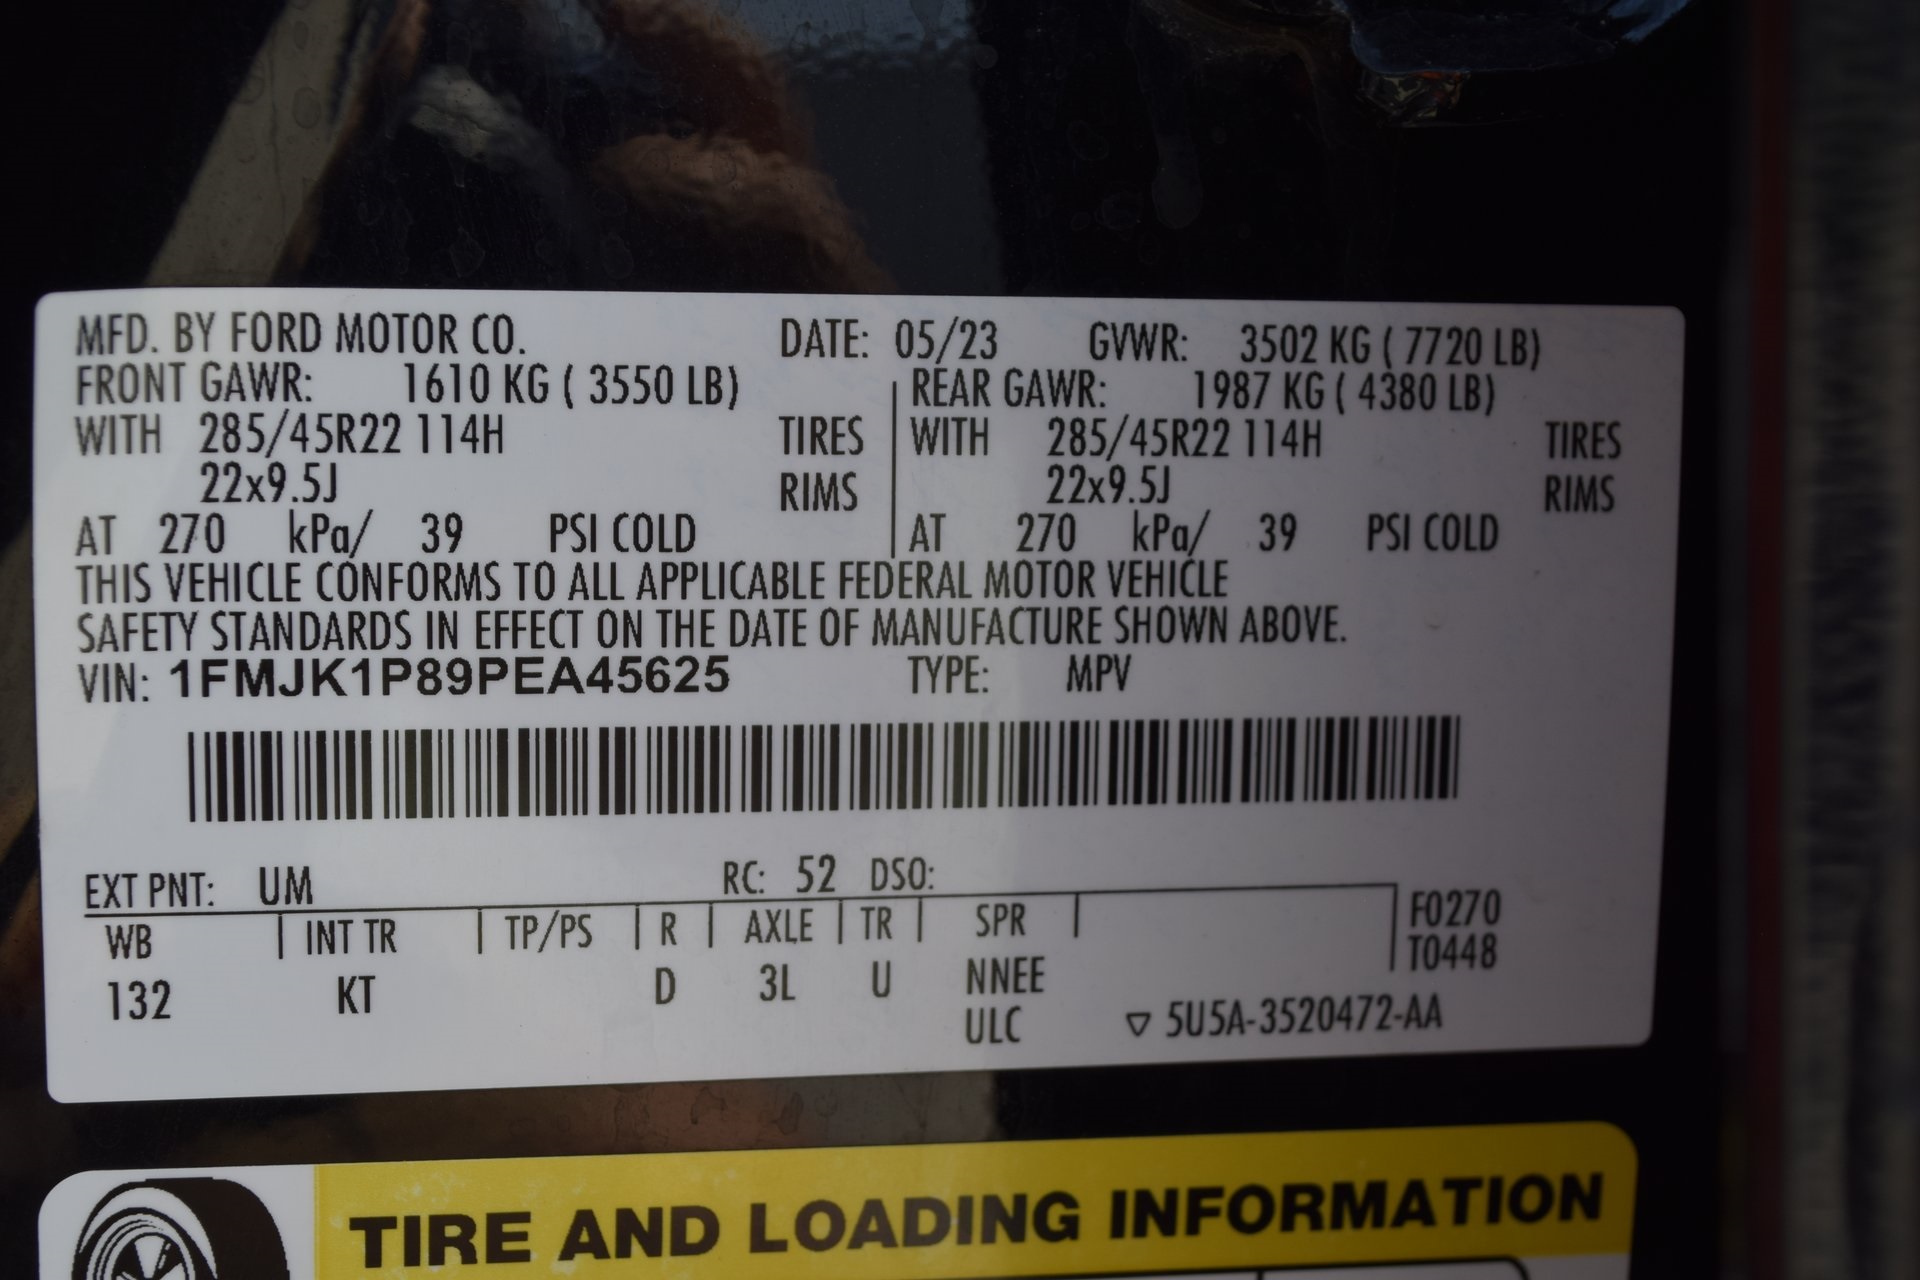 MFD. BY FORD MOTOR CO. DATE: 05/23 GVWR: 3502 KG ( 7720 LB)
FRONT GAWR: 1610 KG ( 3550 LB) REAR GAWR: 1987 KG ( 4380 LB)
WITH 285/45R22 114H TIRES WITH 285/45R22 114H TIRES
22x9.5J RIMS 22x9.5J RIMS
AT 270 kPa/ 39 PSI COLD AT 270 kPa/ 39 PSI COLD
THIS VEHICLE CONFORMS TO ALL APPLICABLE FEDERAL MOTOR VEHICLE
SAFETY STANDARDS IN EFFECT ON THE DATE OF MANUFACTURE SHOWN ABOVE.
VIN: 1FMJK1P89PEA45625 TYPE: MPV
EXT PNT: UM RC: 52 DSO:
WB INT TR TP/PS R AXLE TR SPR F0270
T0448
132 KT D 3L U NNEE
ULC ▽ 5U5A-3520472-AA
TIRE AND LOADING INFORMATION